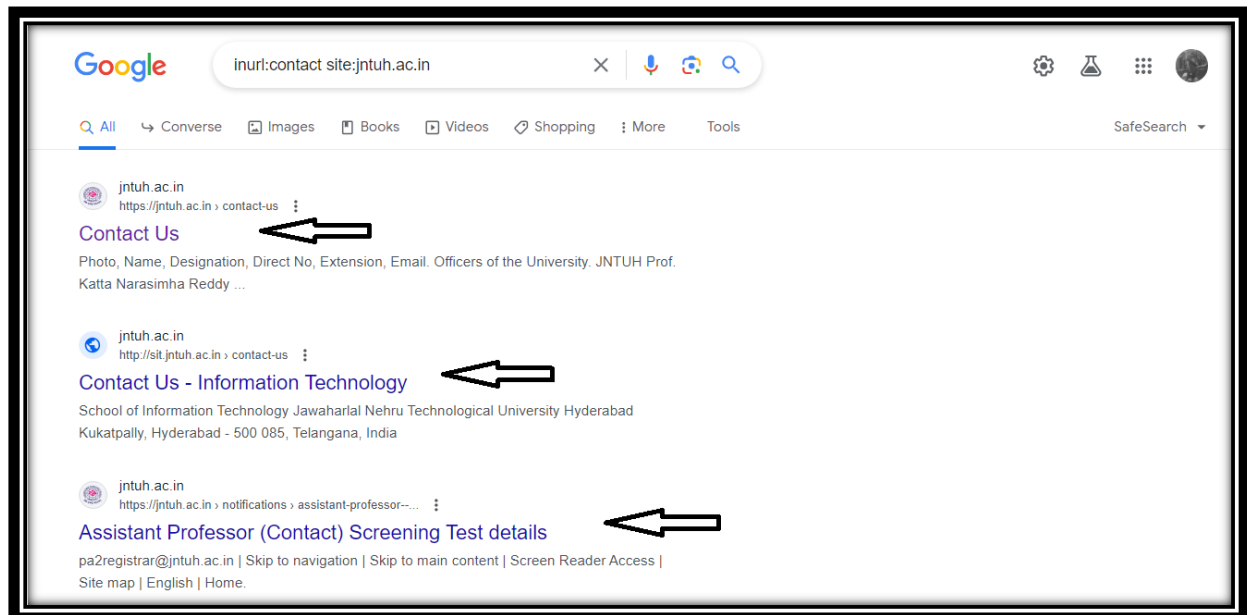 Google
inurl:contact site:jntuh.ac.in
All Converse Images Books Videos Shopping More Tools SafeSearch
jntuh.ac.in
https://jntuh.ac.in › contact-us
Contact Us
Photo, Name, Designation, Direct No, Extension, Email. Officers of the University. JNTUH Prof.
Katta Narasimha Reddy ...
jntuh.ac.in
http://sit.jntuh.ac.in › contact-us
Contact Us - Information Technology
School of Information Technology Jawaharlal Nehru Technological University Hyderabad
Kukatpally, Hyderabad - 500 085, Telangana, India
jntuh.ac.in
https://jntuh.ac.in › notifications › assistant-professor--...
Assistant Professor (Contact) Screening Test details
pa2registrar@jntuh.ac.in | Skip to navigation | Skip to main content | Screen Reader Access |
Site map | English | Home.